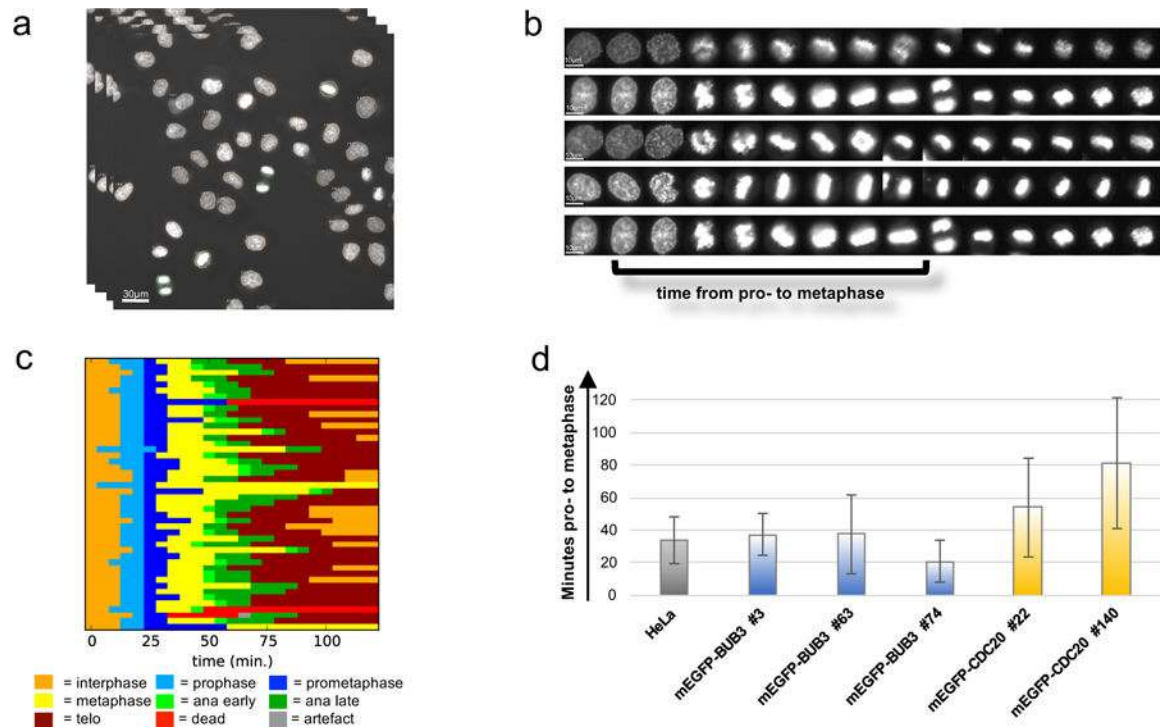 a
30µm
b
10µm
10µm
10µm
10µm
10µm
time from pro- to metaphase
c
0 25 50 75 100
time (min.)
= interphase = prophase = prometaphase
= metaphase = ana early = ana late
= telo = dead = artefact
d
Minutes pro- to metaphase
120
100
80
60
40
20
0
HeLa
mEGFP-BUB3 #3
mEGFP-BUB3 #63
mEGFP-BUB3 #74
mEGFP-CDC20 #22
mEGFP-CDC20 #140